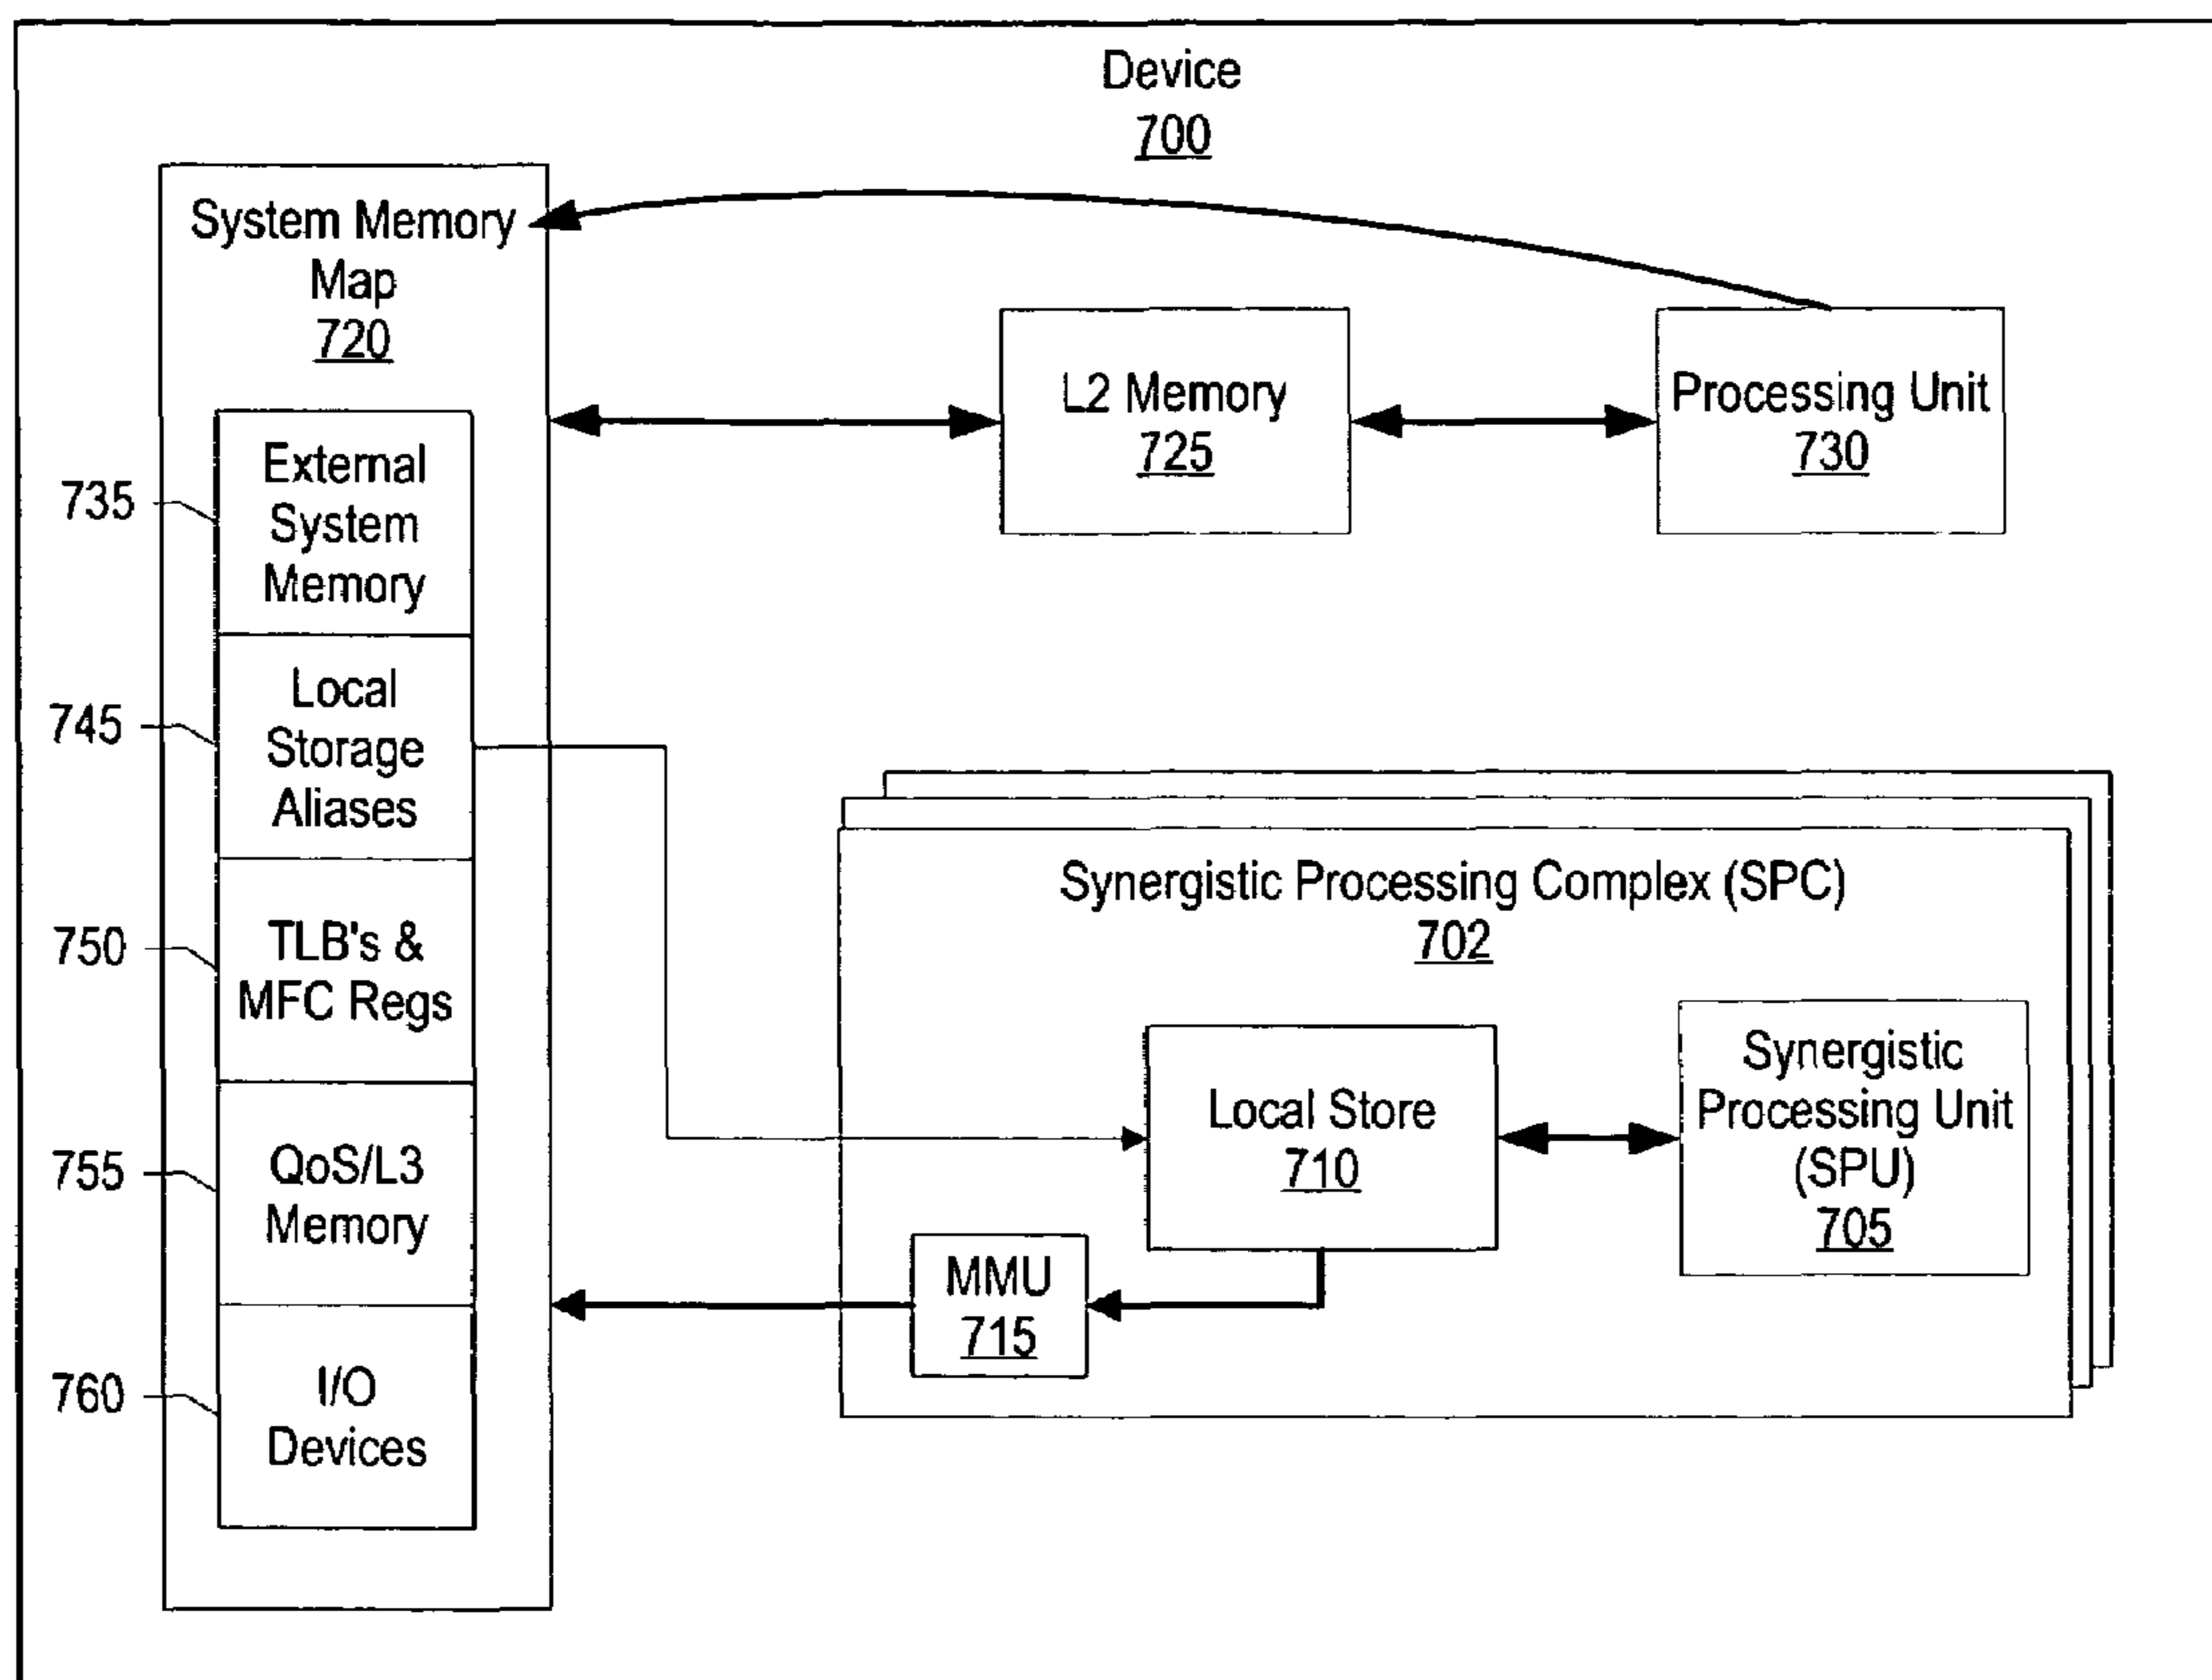 Device
700
System Memory
Map
720
L2 Memory
725
Processing Unit
730
735
External
System
Memory
745
Local
Storage
Aliases
750
TLB's &
MFC Regs
755
QoS/L3
Memory
760
I/O
Devices
Synergistic Processing Complex (SPC)
702
Local Store
710
Synergistic
Processing Unit
(SPU)
705
MMU
715